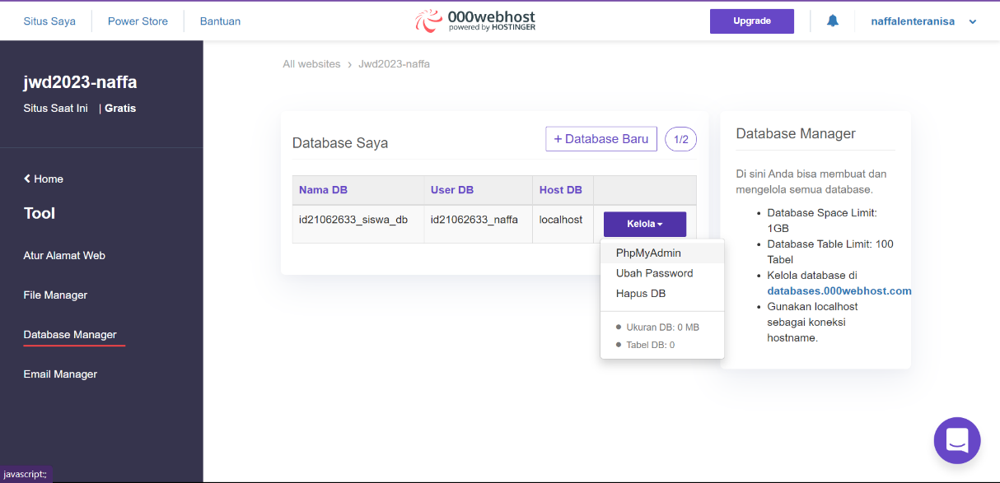 Situs Saya
Power Store
Bantuan
000webhost
powered by HOSTINGER
Upgrade
naffalenteranisa
jwd2023-naffa
Situs Saat Ini | Gratis
Home
Tool
Atur Alamat Web
File Manager
Database Manager
Email Manager
All websites › Jwd2023-naffa
Database Saya
+ Database Baru
1/2
Nama DB User DB Host DB
id21062633_siswa_db id21062633_naffa localhost
Kelola
PhpMyAdmin
Ubah Password
Hapus DB
Ukuran DB: 0 MB
Tabel DB: 0
Database Manager
Di sini Anda bisa membuat dan
mengelola semua database.
Database Space Limit:
1GB
Database Table Limit: 100
Tabel
Kelola database di
databases.000webhost.com
Gunakan localhost
sebagai koneksi
hostname.
javascript:;